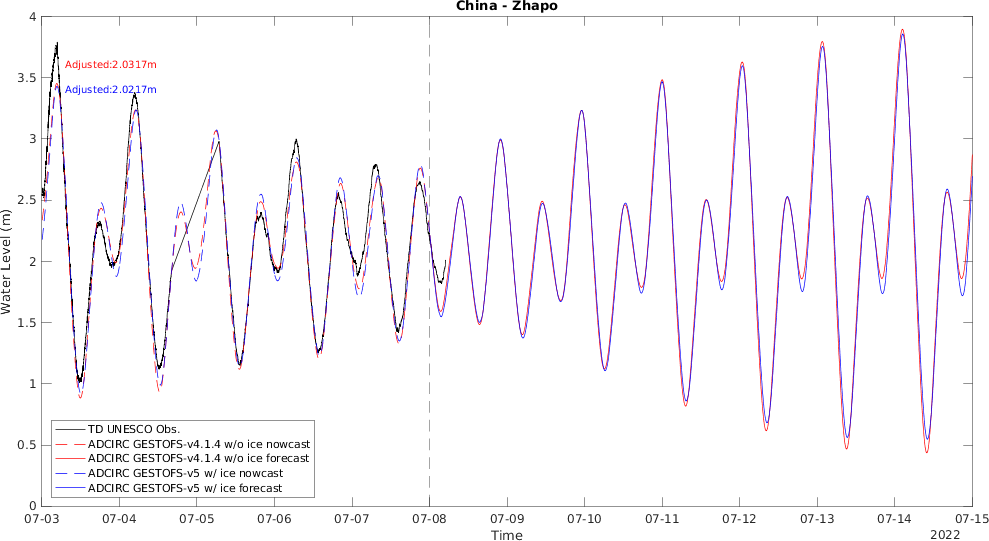 China - Zhapo
Water Level (m)
4
3.5
3
2.5
2
1.5
1
0.5
0
Adjusted:2.0317m
Adjusted:2.0217m
TD UNESCO Obs.
ADCIRC GESTOFS-v4.1.4 w/o ice nowcast
ADCIRC GESTOFS-v4.1.4 w/o ice forecast
ADCIRC GESTOFS-v5 w/ ice nowcast
ADCIRC GESTOFS-v5 w/ ice forecast
07-03 07-04 07-05 07-06 07-07 07-08 07-09 07-10 07-11 07-12 07-13 07-14 07-15
Time
2022